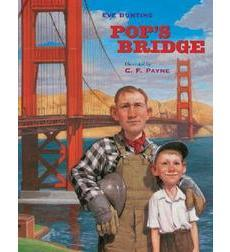 EVE BUNTING
POP'S
BRIDGE
Illustrated by
C. F. PAYNE